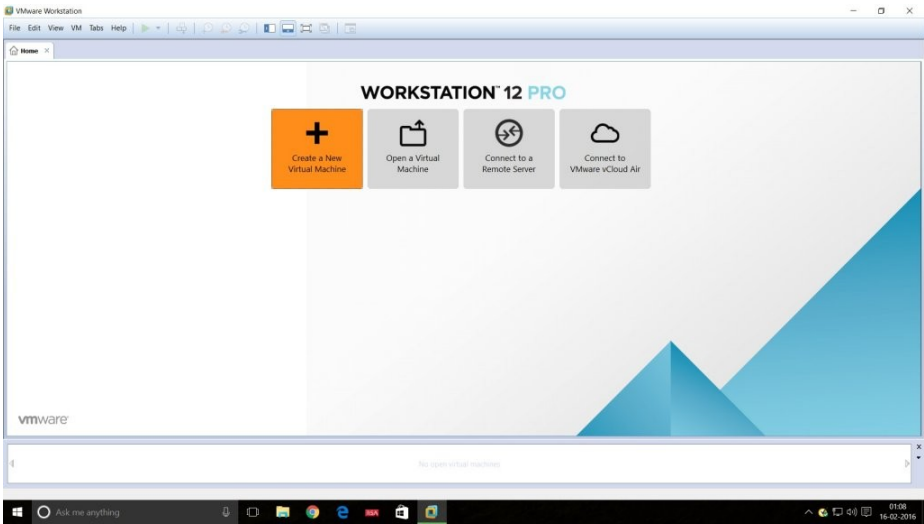 VMware Workstation
File Edit View VM Tabs Help
Home
WORKSTATION™ 12 PRO
Create a New
Virtual Machine
Open a Virtual
Machine
Connect to a
Remote Server
Connect to
VMware vCloud Air
vmware
No open virtual machines
Ask me anything
RSA
01:08
16-02-2016